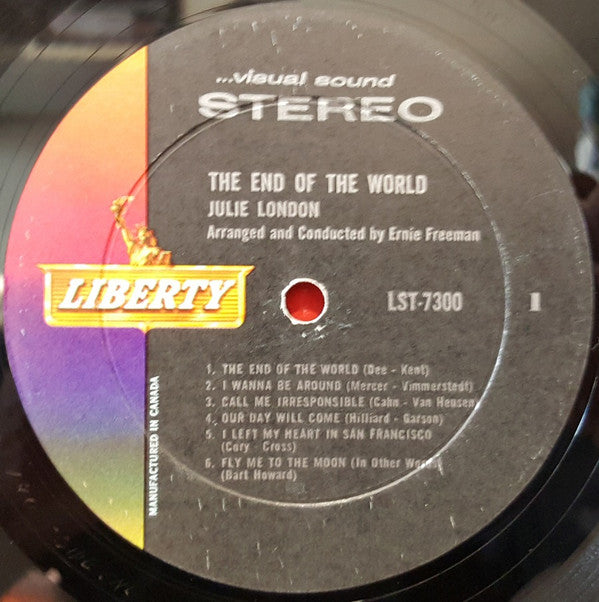 ...visual sound
STEREO
THE END OF THE WORLD
JULIE LONDON
Arranged and Conducted by Ernie Freeman
LIBERTY
LST-7300 1
1. THE END OF THE WORLD (Dee - Kent)
2. I WANNA BE AROUND (Mercer - Vimmerstedt)
3. CALL ME IRRESPONSIBLE (Cahn - Van Heusen)
4. OUR DAY WILL COME (Hilliard - Garson)
5. I LEFT MY HEART IN SAN FRANCISCO
(Cory - Cross)
6. FLY ME TO THE MOON (In Other Words)
(Bart Howard)
MANUFACTURED IN CANADA